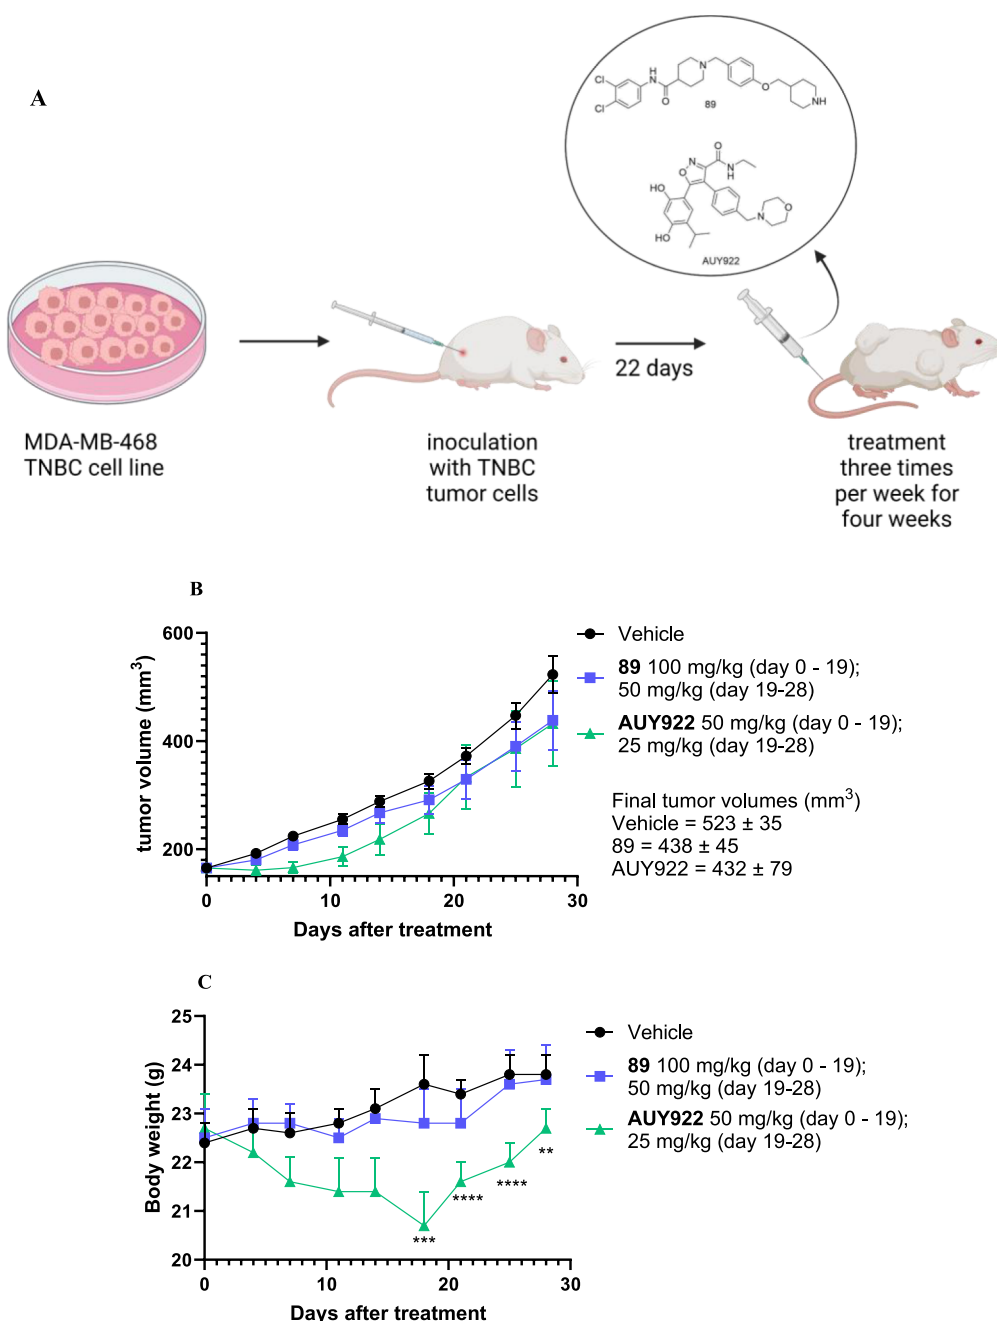 A
Cl
Cl
H
N
O
N
O
NH
89
O
N
O
N
H
HO
HO
N
O
AUY922
22 days
MDA-MB-468
TNBC cell line
inoculation
with TNBC
tumor cells
treatment
three times
per week for
four weeks
B
600
400
200
0
10
20
30
tumor volume (mm³)
Days after treatment
Vehicle
89 100 mg/kg (day 0 - 19);
50 mg/kg (day 19-28)
AUY922 50 mg/kg (day 0 - 19);
25 mg/kg (day 19-28)
Final tumor volumes (mm³)
Vehicle = 523 ± 35
89 = 438 ± 45
AUY922 = 432 ± 79
C
25
24
23
22
21
20
0
10
20
30
Body weight (g)
Days after treatment
***
****
****
**
Vehicle
89 100 mg/kg (day 0 - 19);
50 mg/kg (day 19-28)
AUY922 50 mg/kg (day 0 - 19);
25 mg/kg (day 19-28)